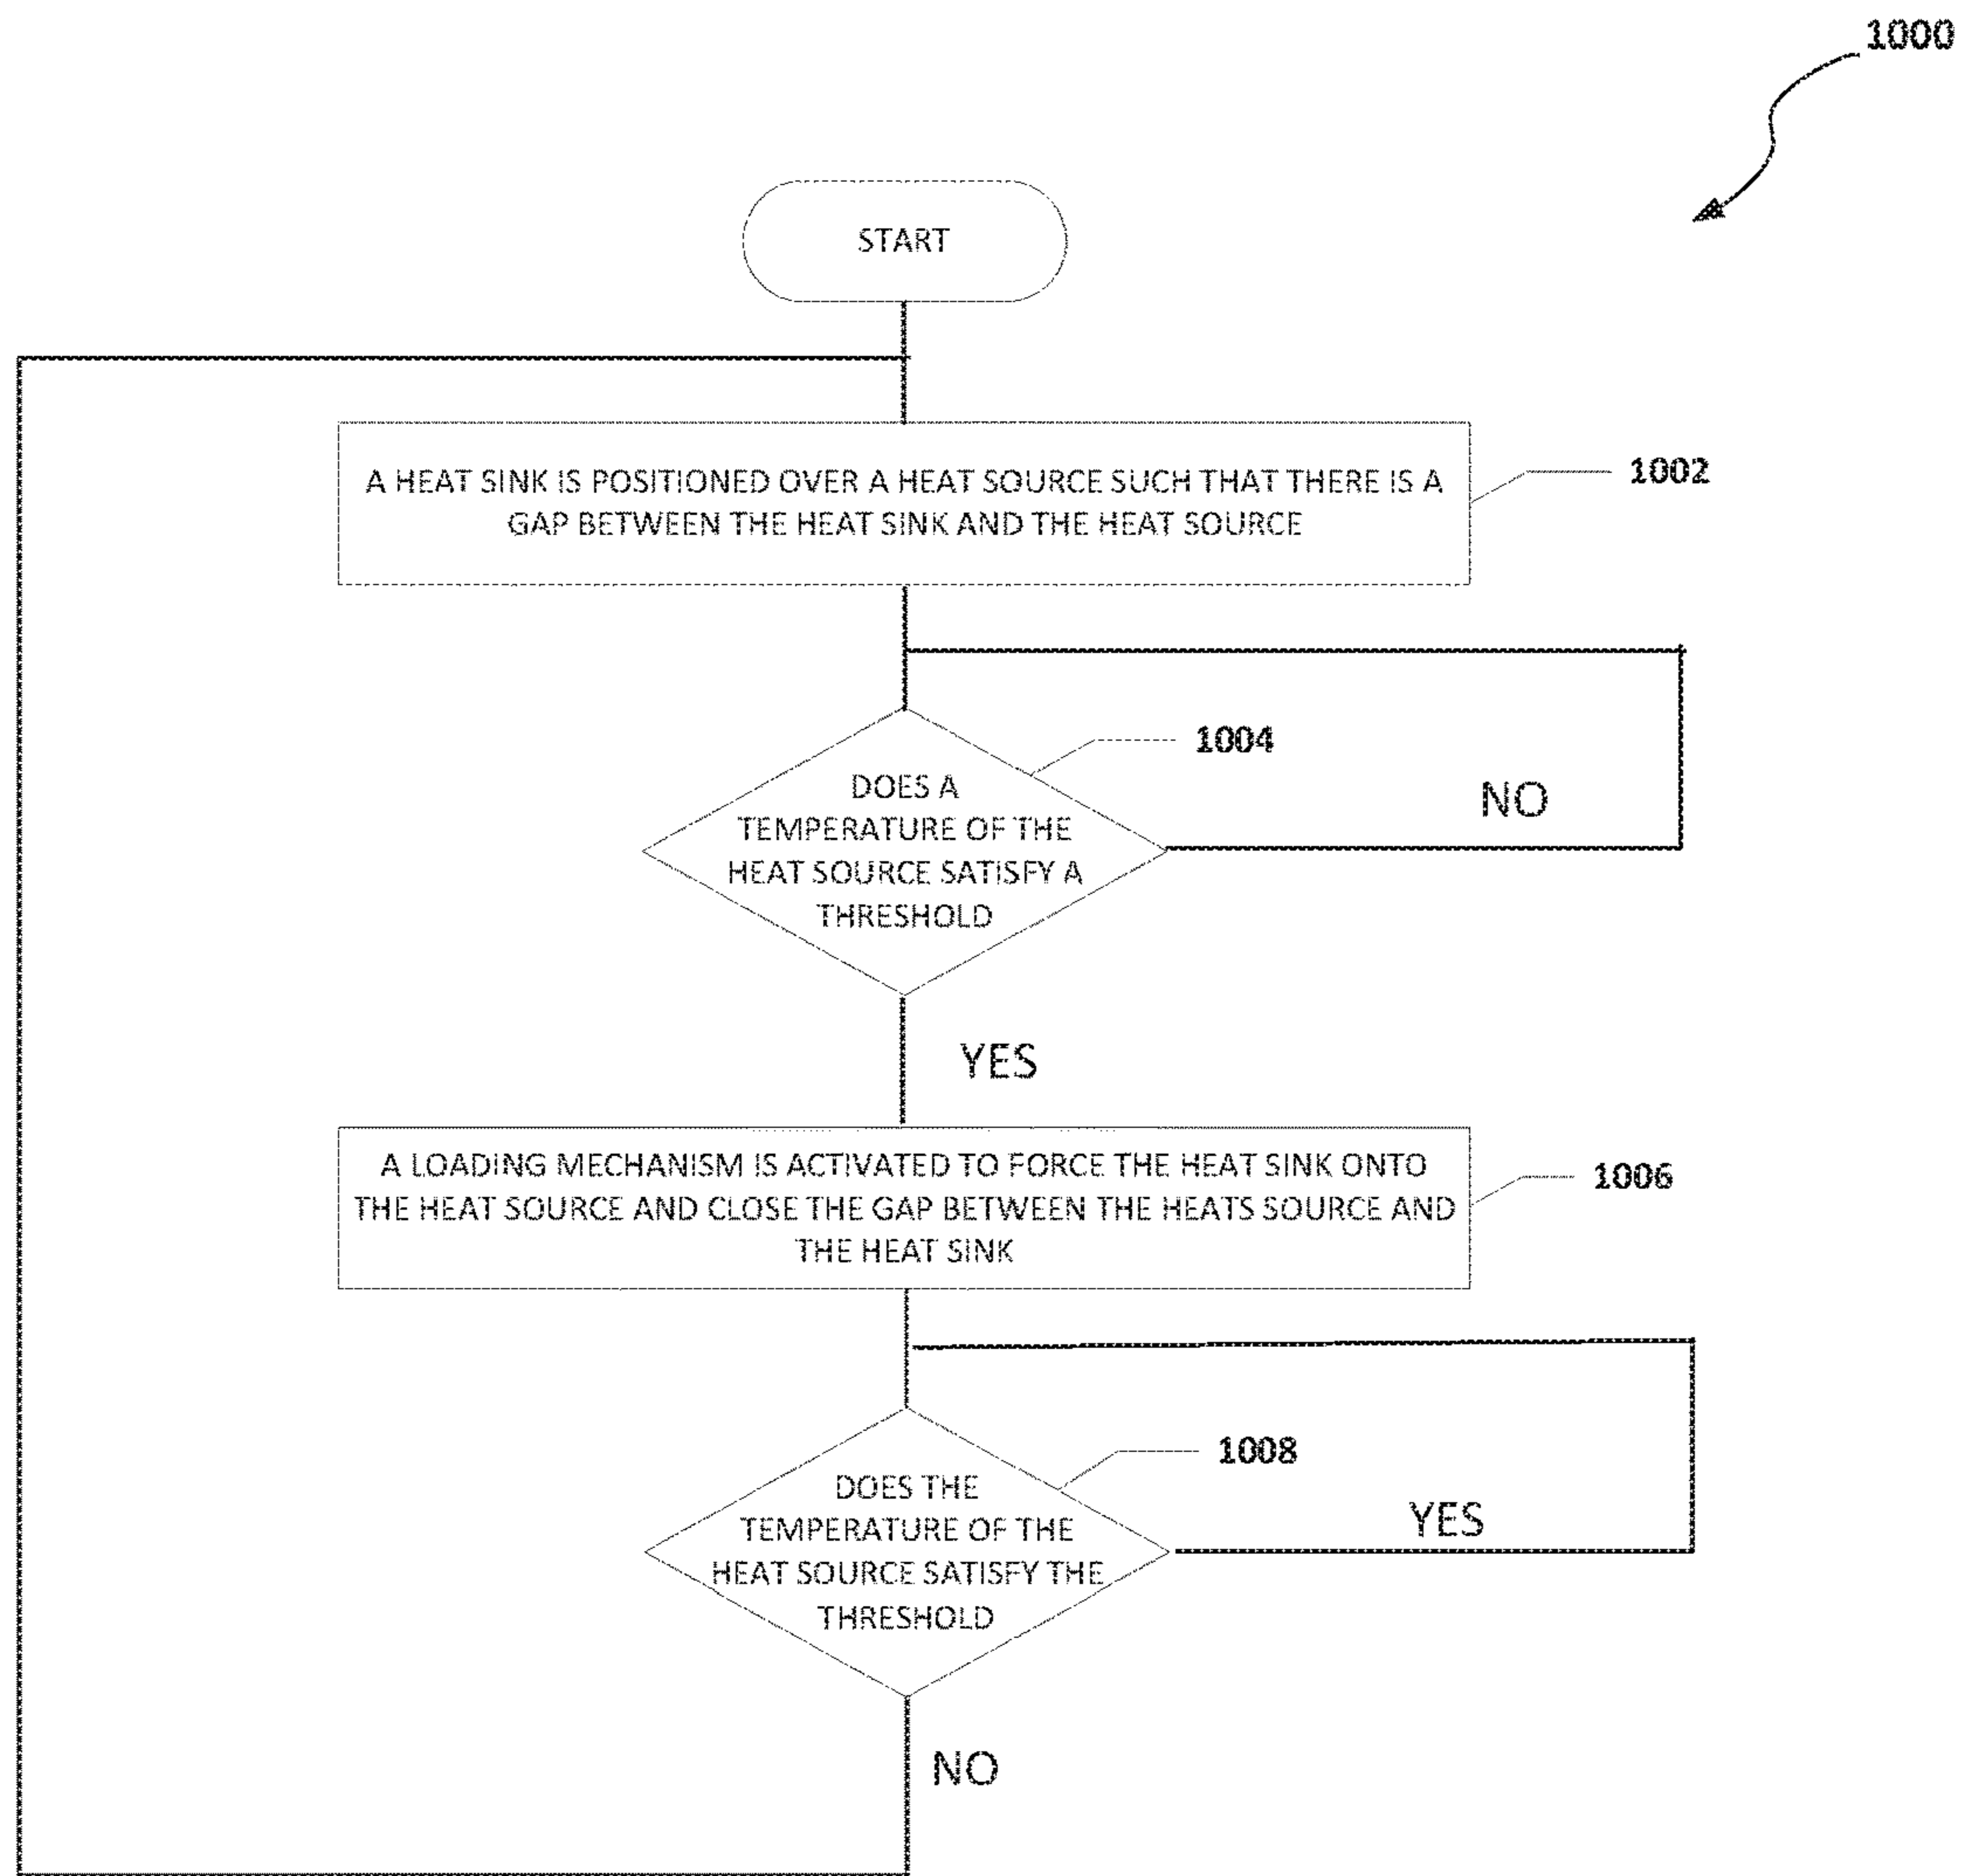 1000
START
A HEAT SINK IS POSITIONED OVER A HEAT SOURCE SUCH THAT THERE IS A
GAP BETWEEN THE HEAT SINK AND THE HEAT SOURCE
1002
DOES A
TEMPERATURE OF THE
HEAT SOURCE SATISFY A
THRESHOLD
1004
NO
YES
A LOADING MECHANISM IS ACTIVATED TO FORCE THE HEAT SINK ONTO
THE HEAT SOURCE AND CLOSE THE GAP BETWEEN THE HEATS SOURCE AND
THE HEAT SINK
1006
DOES THE
TEMPERATURE OF THE
HEAT SOURCE SATISFY THE
THRESHOLD
1008
YES
NO